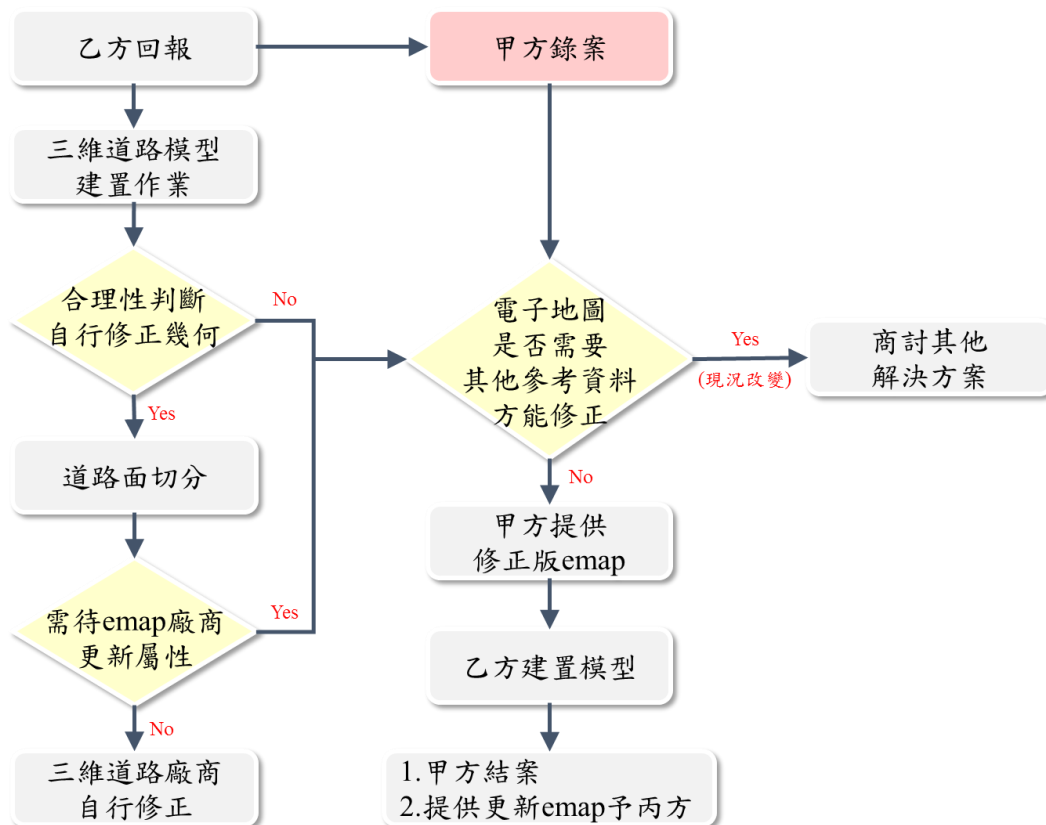 乙方回報
甲方錄案
三維道路模型
建置作業
合理性判斷
自行修正幾何
No
電子地圖
是否需要
其他參考資料
方能修正
Yes
(現況改變)
商討其他
解決方案
Yes
道路面切分
No
甲方提供
修正版emap
需待emap廠商
更新屬性
Yes
乙方建置模型
No
三維道路廠商
自行修正
1.甲方結案
2.提供更新emap予丙方